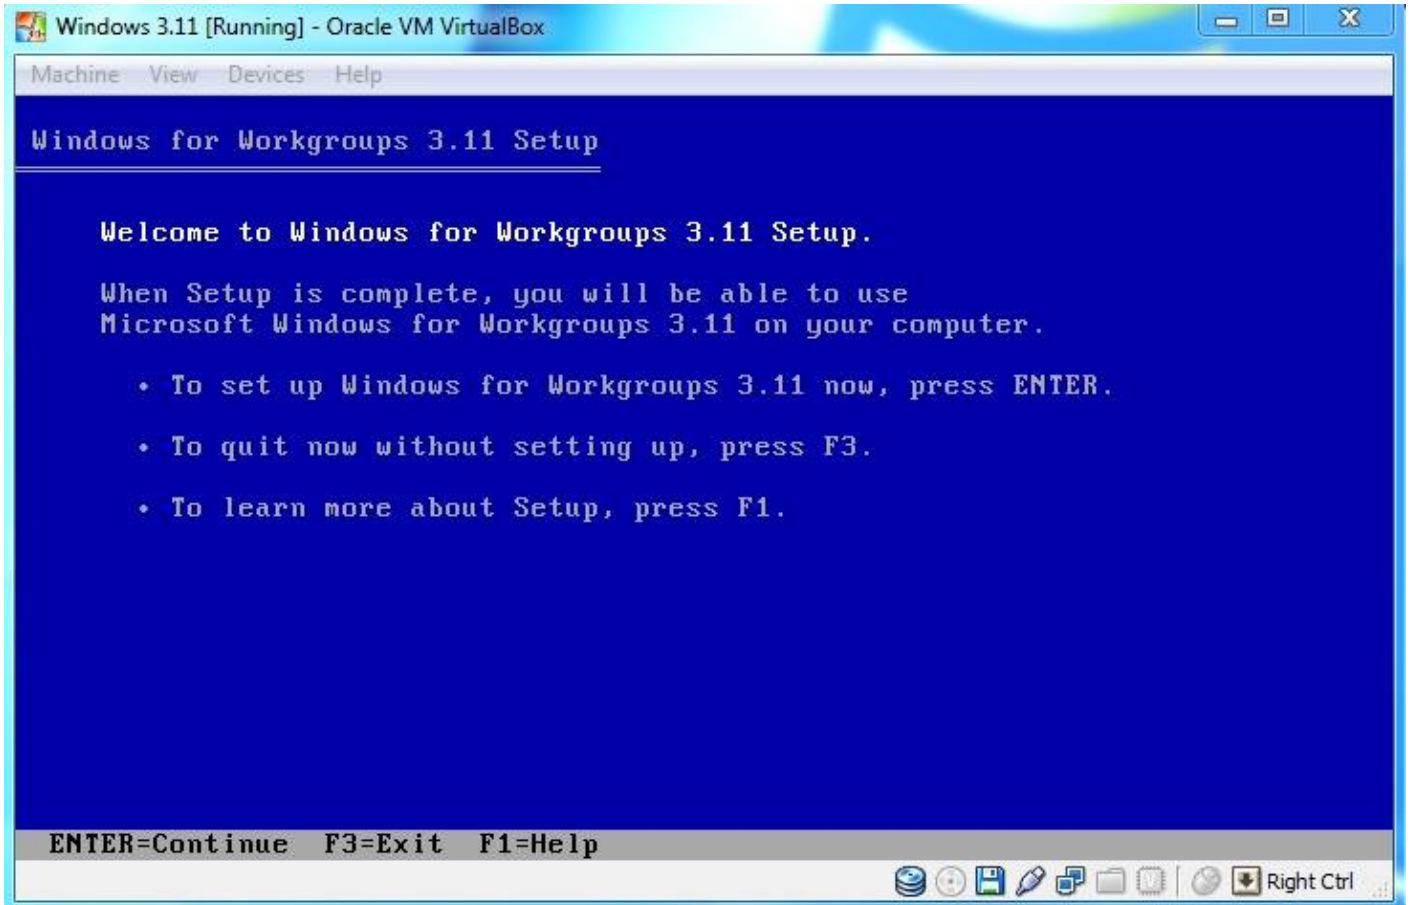 Windows 3.11 [Running] - Oracle VM VirtualBox
Machine View Devices Help
Windows for Workgroups 3.11 Setup
Welcome to Windows for Workgroups 3.11 Setup.
When Setup is complete, you will be able to use
Microsoft Windows for Workgroups 3.11 on your computer.
• To set up Windows for Workgroups 3.11 now, press ENTER.
• To quit now without setting up, press F3.
• To learn more about Setup, press F1.
ENTER=Continue F3=Exit F1=Help
Right Ctrl